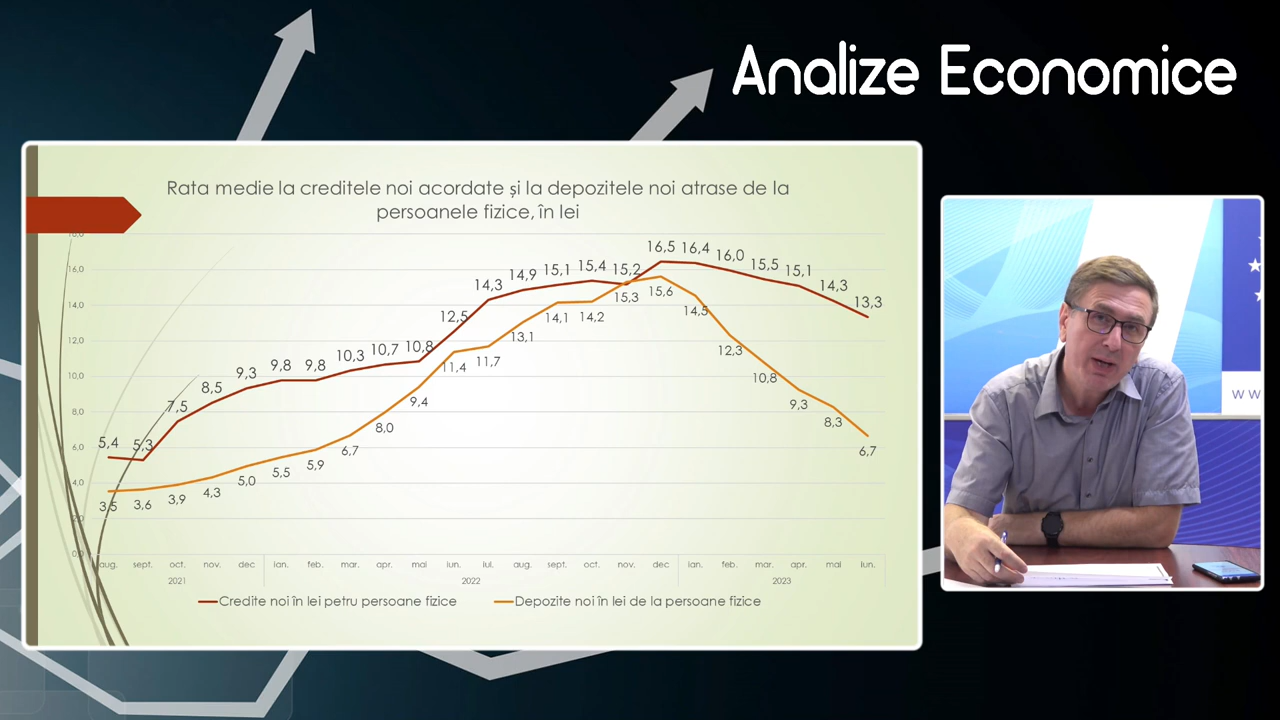 Analize Economice
Rata medie la creditele noi acordate și la depozitele noi atrase de la
persoanele fizice, în lei
18,0
16,0
14,0
12,0
10,0
8,0
6,0
4,0
2,0
0,0
5,4 5,3 7,5 8,5 9,3 9,8 9,8 10,3 10,7 10,8 12,5 14,3 14,9 15,1 15,4 15,2 16,5 16,4 16,0 15,5 15,1 14,3 13,3
3,5 3,6 3,9 4,3 5,0 5,5 5,9 6,7 8,0 9,4 11,4 11,7 13,1 14,1 14,2 15,3 15,6 14,5 12,3 10,8 9,3 8,3 6,7
aug. sept. oct. nov. dec ian. feb. mar. apr. mai iun. iul. aug. sept. oct. nov. dec ian. feb. mar. apr. mai iun.
2021 2022 2023
Credite noi în lei petru persoane fizice Depozite noi în lei de la persoane fizice
W W